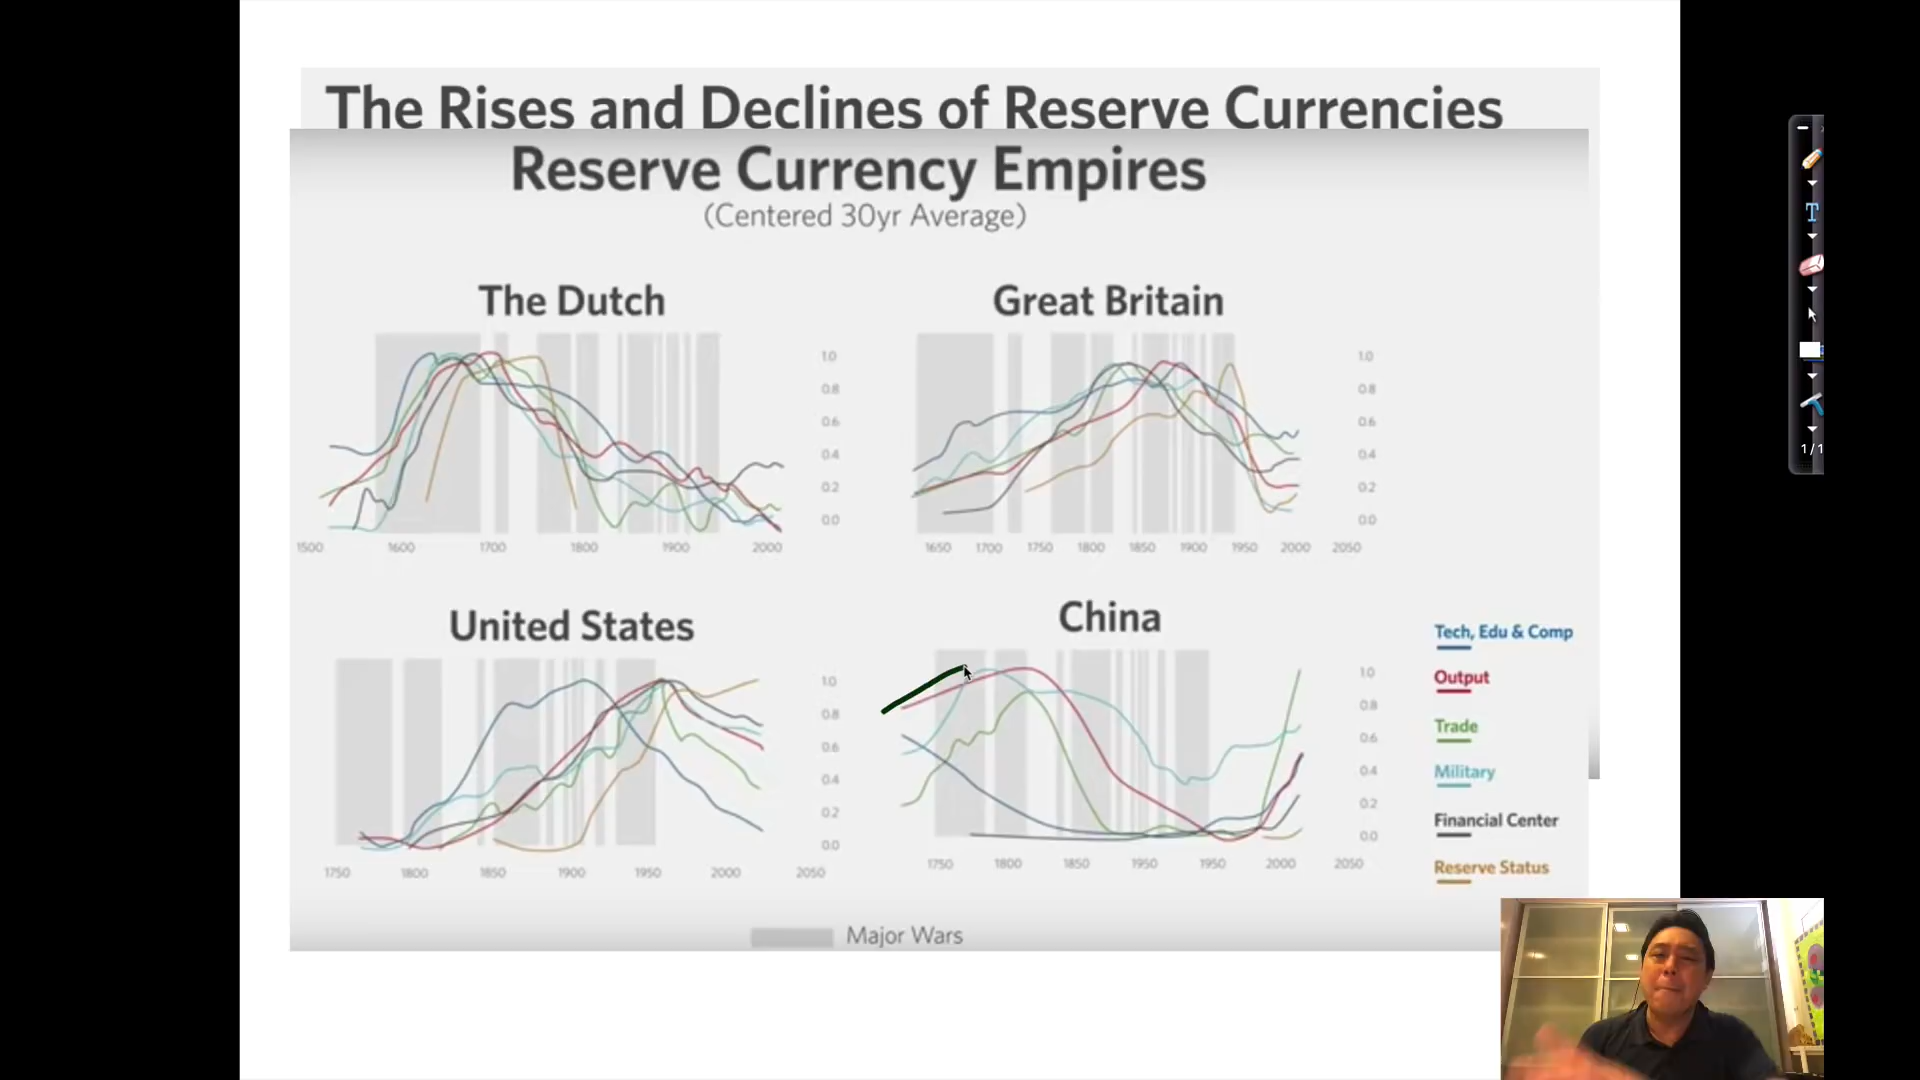 The Rises and Declines of Reserve Currencies
Reserve Currency Empires
(Centered 30yr Average)
The Dutch
1.0
0.8
0.6
0.4
0.2
0.0
1500 1600 1700 1800 1900 2000
Great Britain
1.0
0.8
0.6
0.4
0.2
0.0
1650 1700 1750 1800 1850 1900 1950 2000 2050
United States
1.0
0.8
0.6
0.4
0.2
0.0
1750 1800 1850 1900 1950 2000 2050
China
1.0
0.8
0.6
0.4
0.2
0.0
1750 1800 1850 1950 1950 2000 2050
Tech, Edu & Comp
Output
Trade
Military
Financial Center
Reserve Status
Major Wars
T
1/1